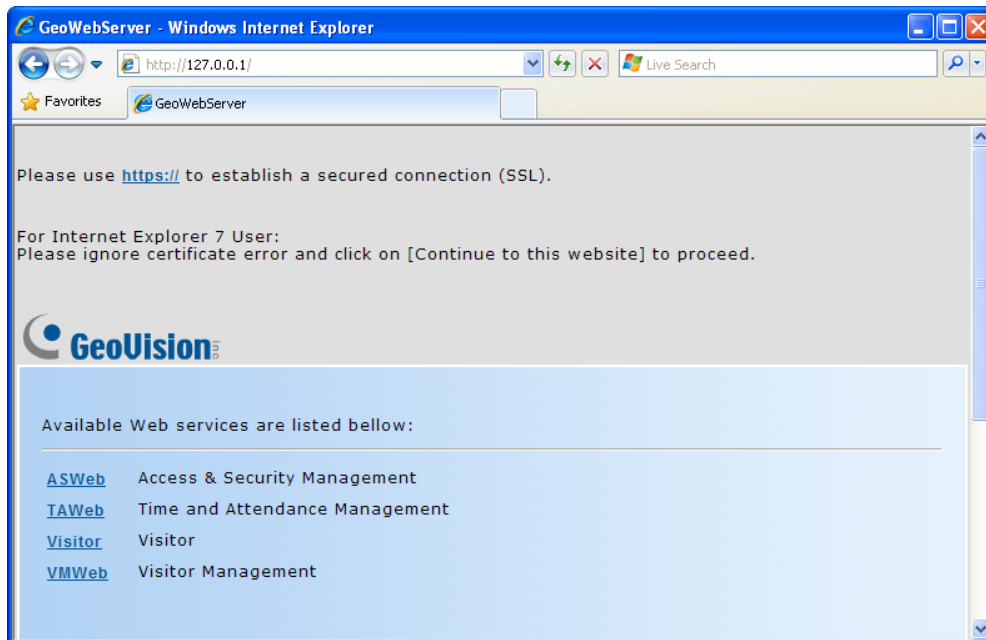 GeoWebServer - Windows Internet Explorer
http://127.0.0.1/
Live Search
Favorites
GeoWebServer
Please use https:// to establish a secured connection (SSL).
For Internet Explorer 7 User:
Please ignore certificate error and click on [Continue to this website] to proceed.
GeoVision Inc
Available Web services are listed bellow:
ASWeb Access & Security Management
TAWeb Time and Attendance Management
Visitor Visitor
VMWeb Visitor Management